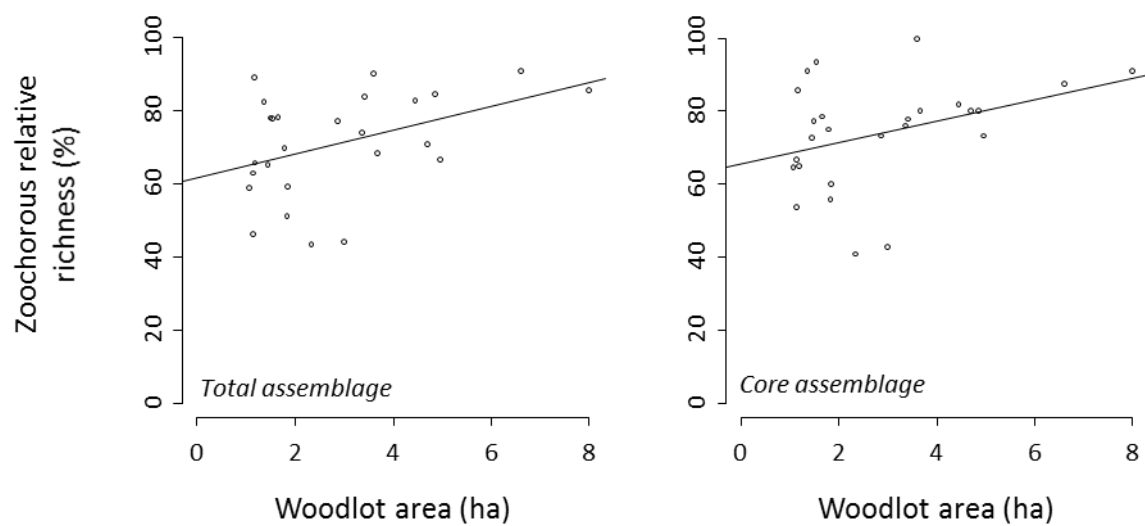 Zoochorous relative
richness (%)
100
80
60
40
20
0
Total assemblage
0 2 4 6 8
Woodlot area (ha)
100
80
60
40
20
0
Core assemblage
0 2 4 6 8
Woodlot area (ha)